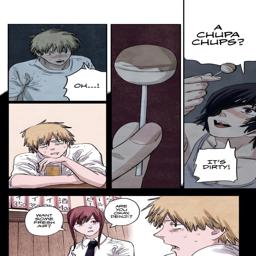 A
CHUPA
CHUPS?
OH...!
IT'S
DIRTY!
WANT
SOME
FRESH
AIR?
ARE
YOU
OKAY,
DENJI?